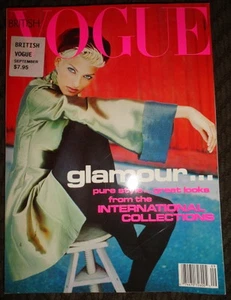 BRITISH
VOGUE
BRITISH
VOGUE
SEPTEMBER
$7.95
glamour...
pure style... great looks
from the
INTERNATIONAL
COLLECTIONS